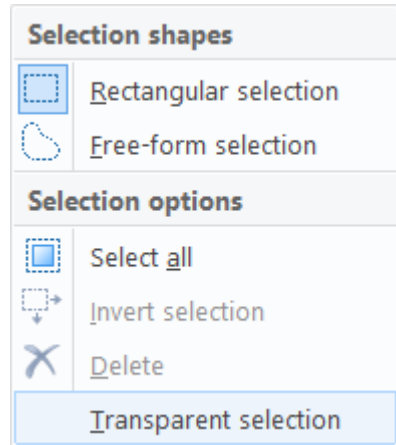 Selection shapes
Rectangular selection
Free-form selection
Selection options
Select all
Invert selection
Delete
Transparent selection